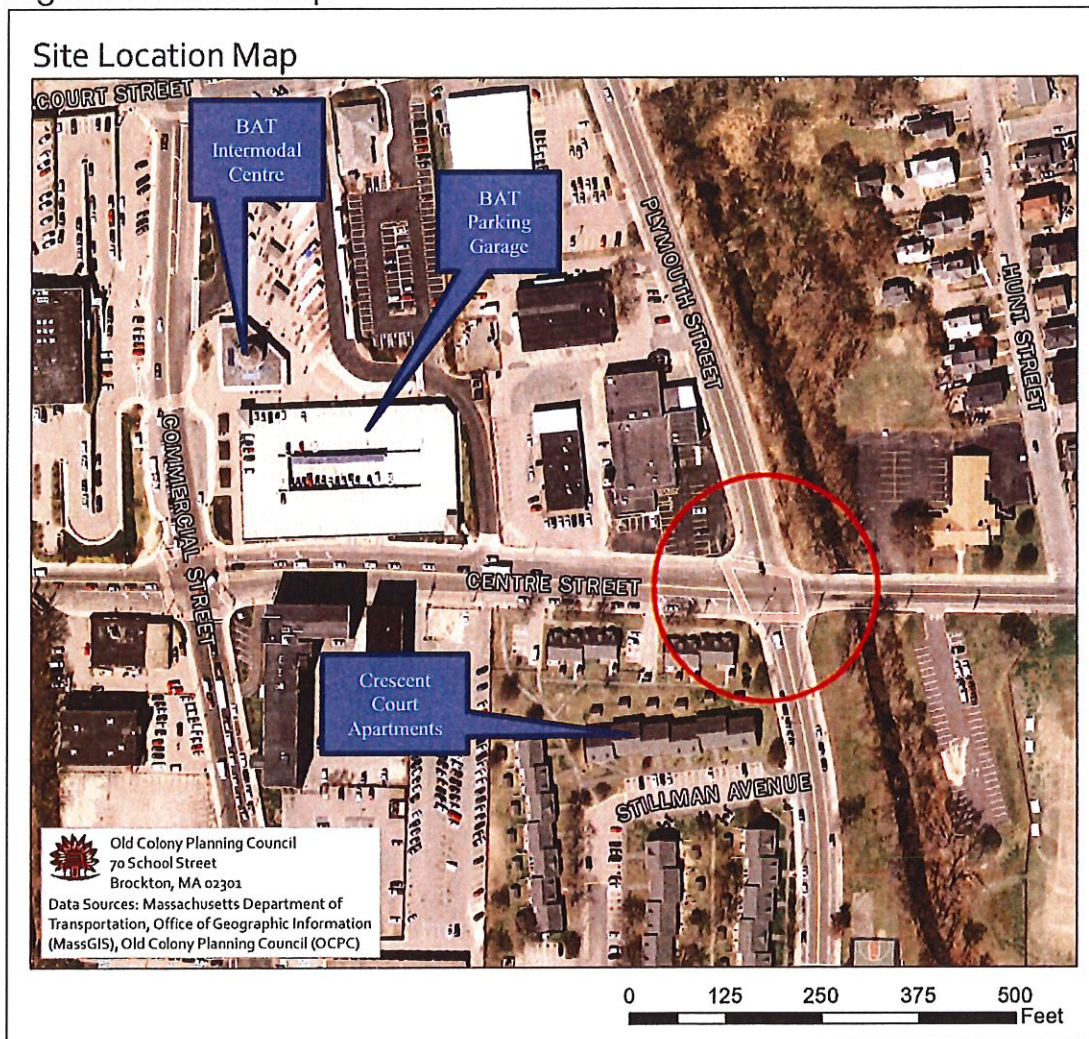 Site Location Map
COURT STREET
BAT
Intermodal
Centre
BAT
Parking
Garage
PLYMOUTH STREET
HUNT STREET
COMMERCIAL STREET
CENTRE STREET
Crescent
Court
Apartments
STILLMAN AVENUE
Old Colony Planning Council
70 School Street
Brockton, MA 02301
Data Sources: Massachusetts Department of
Transportation, Office of Geographic Information
(MassGIS), Old Colony Planning Council (OCPC)
0 125 250 375 500
Feet